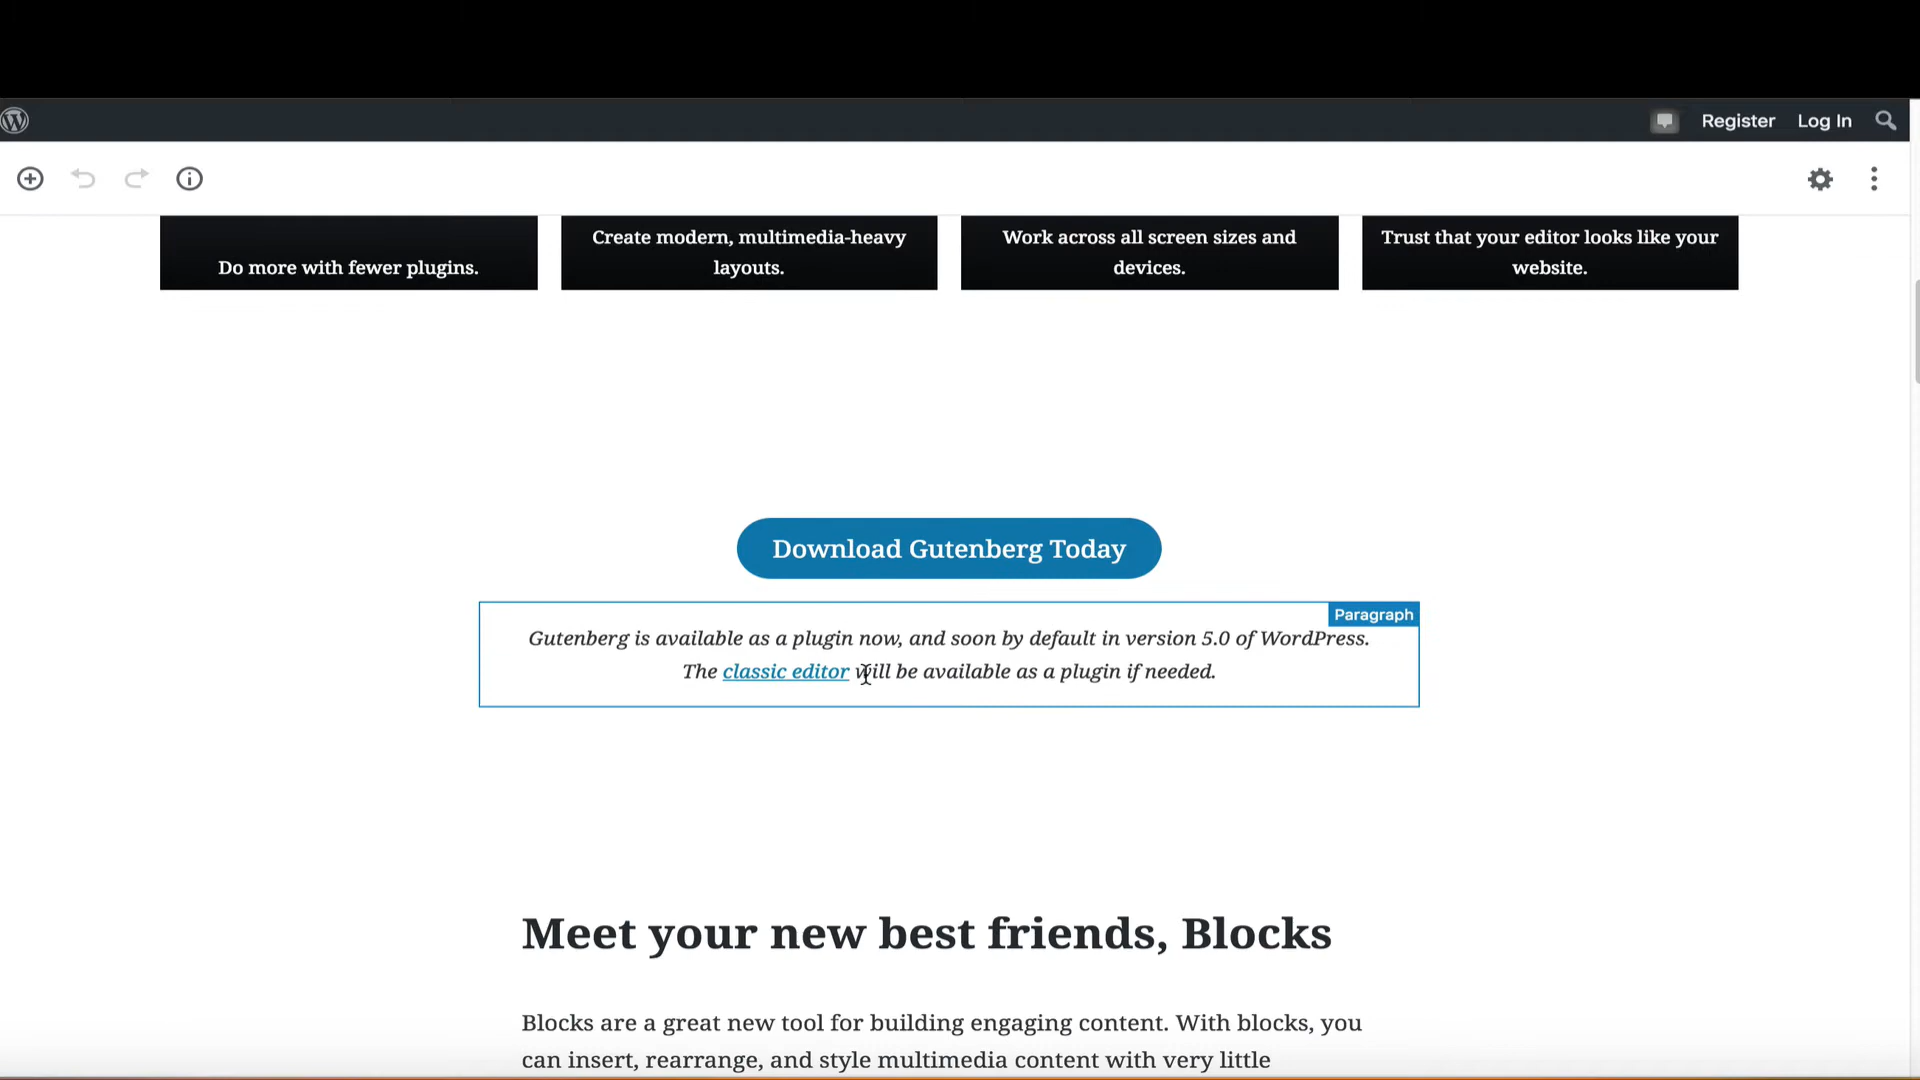 Register Log In
Do more with fewer plugins.
Create modern, multimedia-heavy
layouts.
Work across all screen sizes and
devices.
Trust that your editor looks like your
website.
Download Gutenberg Today
Paragraph
Gutenberg is available as a plugin now, and soon by default in version 5.0 of WordPress.
The classic editor will be available as a plugin if needed.
Meet your new best friends, Blocks
Blocks are a great new tool for building engaging content. With blocks, you
can insert, rearrange, and style multimedia content with very little